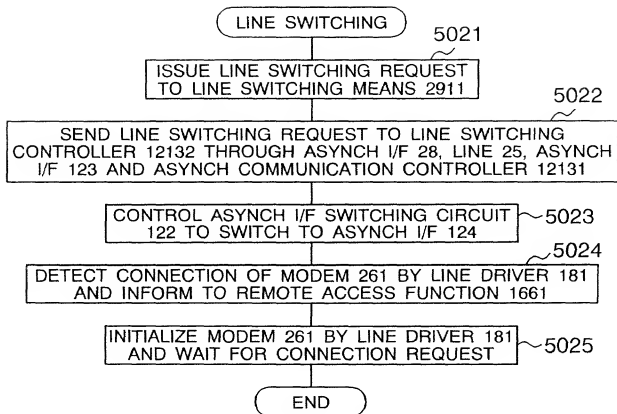 LINE SWITCHING
5021
ISSUE LINE SWITCHING REQUEST
TO LINE SWITCHING MEANS 2911
5022
SEND LINE SWITCHING REQUEST TO LINE SWITCHING
CONTROLLER 12132 THROUGH ASYNCH I/F 28, LINE 25, ASYNCH
I/F 123 AND ASYNCH COMMUNICATION CONTROLLER 12131
CONTROL ASYNCH I/F SWITCHING CIRCUIT
122 TO SWITCH TO ASYNCH I/F 124
5023
5024
DETECT CONNECTION OF MODEM 261 BY LINE DRIVER 181
AND INFORM TO REMOTE ACCESS FUNCTION 1661
INITIALIZE MODEM 261 BY LINE DRIVER 181
AND WAIT FOR CONNECTION REQUEST
5025
END